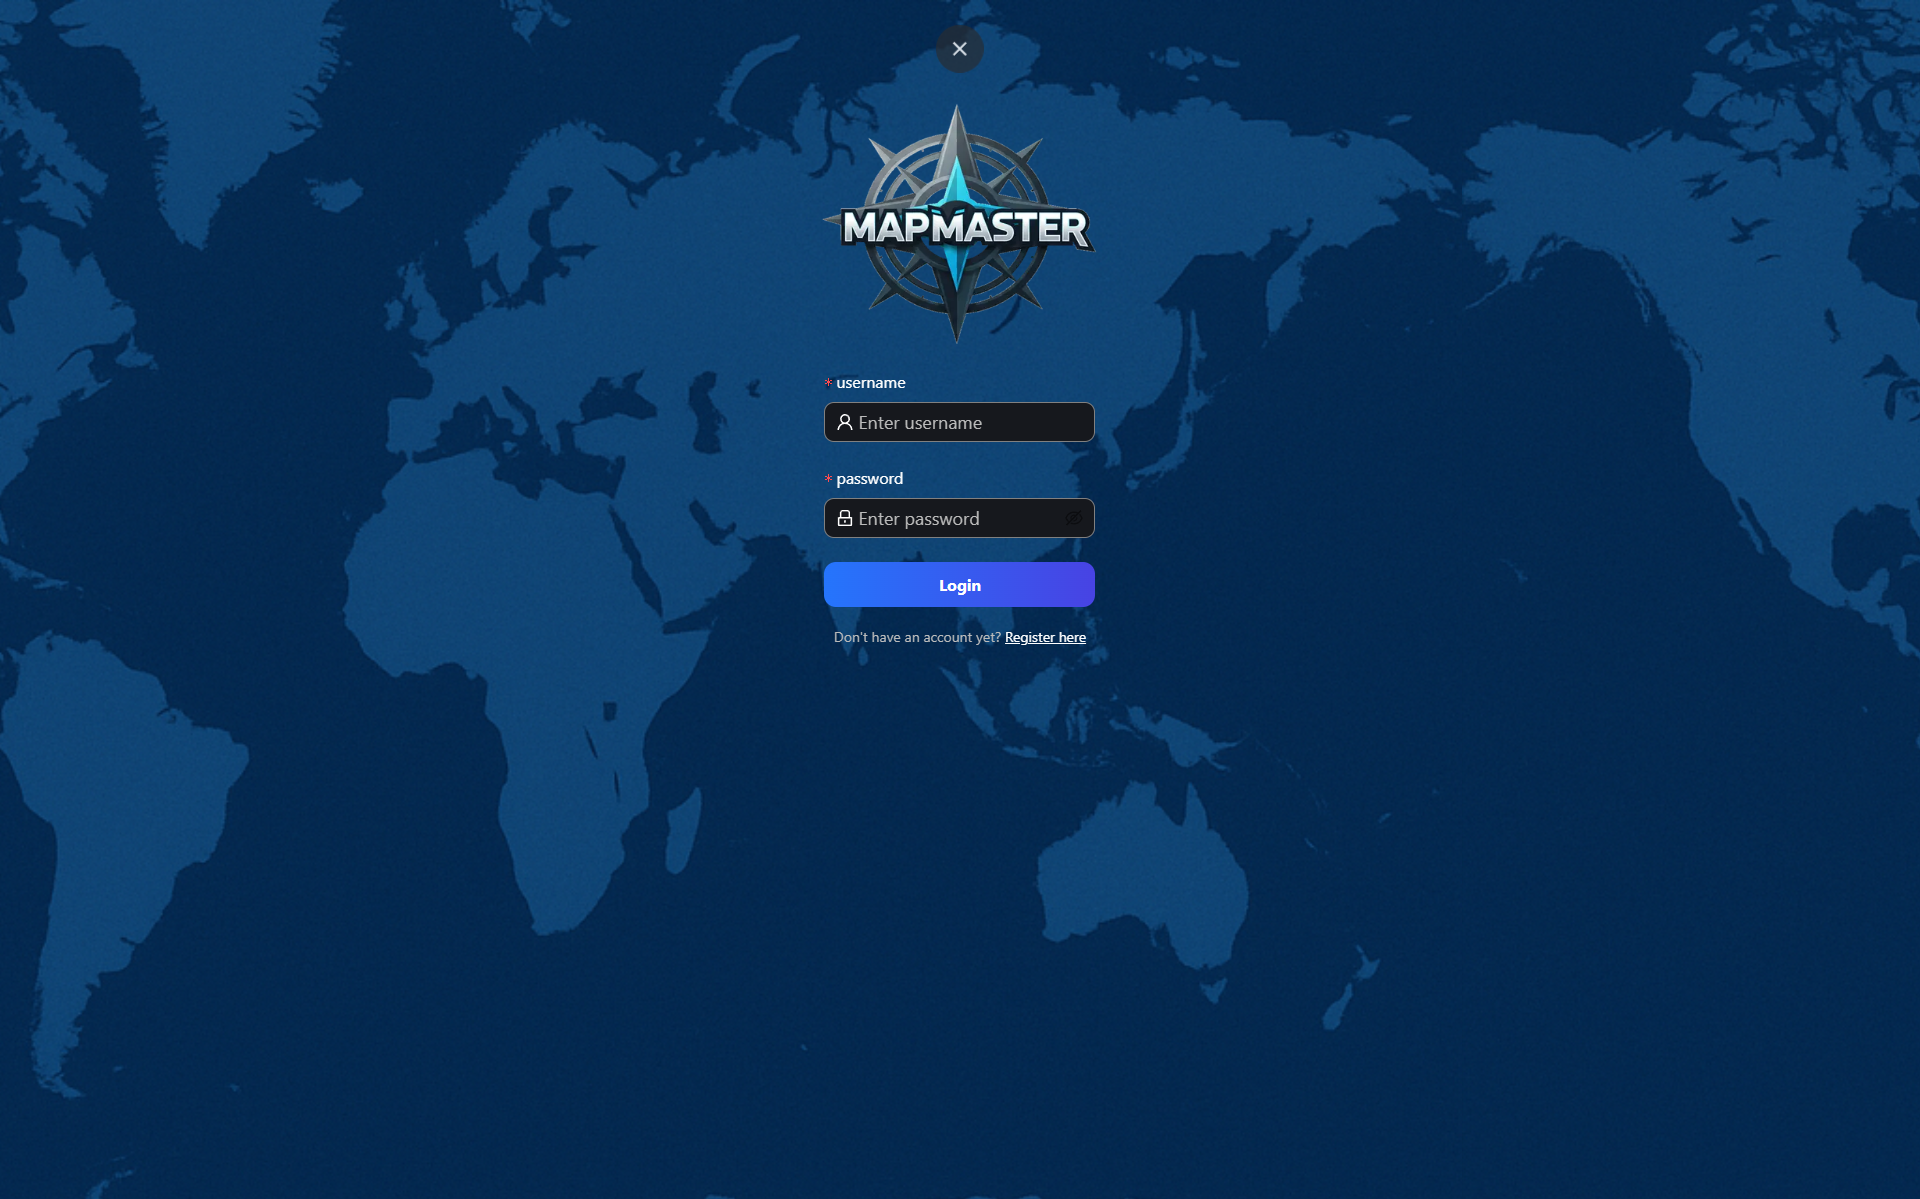 MAPMASTER
* username
Enter username
* password
Enter password
Login
Don't have an account yet? Register here